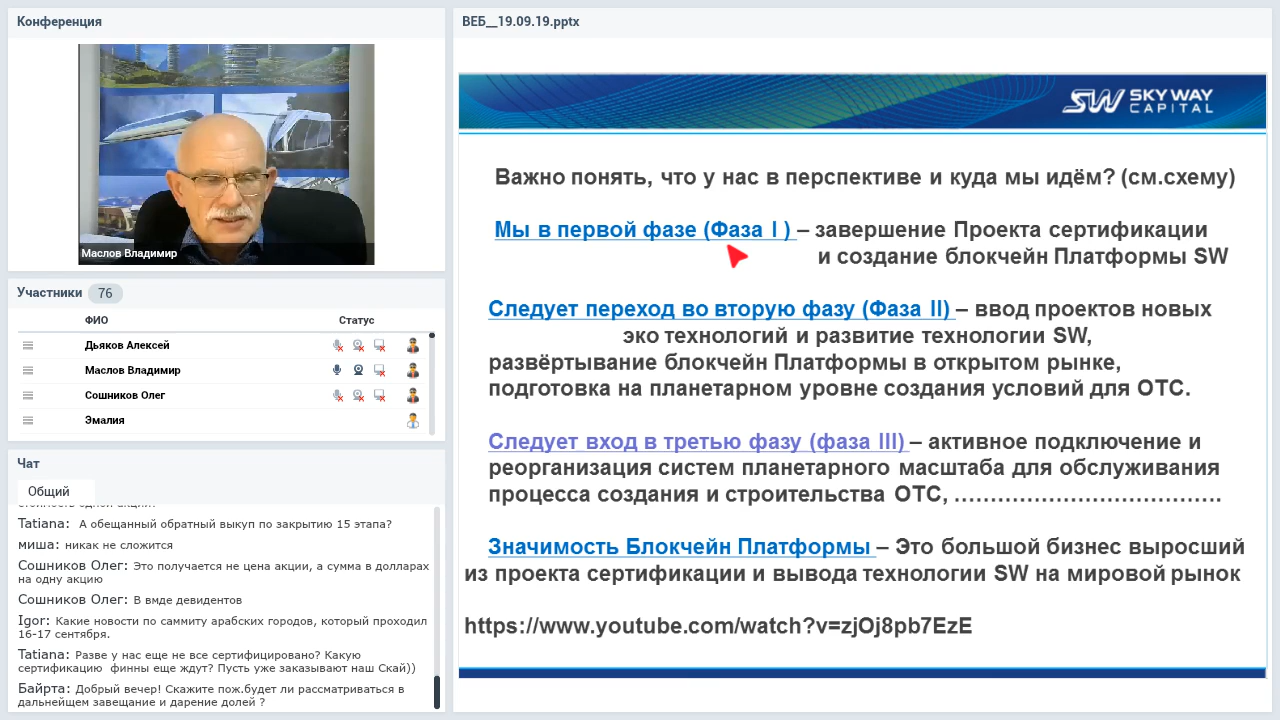 Конференция
Маслов Владимир
Участники 76
ФИО Статус
Дьяков Алексей
Маслов Владимир
Сошников Олег
Эмалия
Чат
Общий
Tatiana: А обещанный обратный выкуп по закрытию 15 этапа?
миша: никак не сложится
Сошников Олег: Это получается не цена акции, а сумма в долларах
на одну акцию
Сошников Олег: В вмде девидентов
Igor: Какие новости по саммиту арабских городов, который проходил
16-17 сентября.
Tatiana: Разве у нас еще не все сертифицировано? Какую
сертификацию финны еще ждут? Пусть уже заказывают наш Скай))
Байрта: Добрый вечер! Скажите пож.будет ли рассматриваться в
дальнейщем завещание и дарение долей ?
ВЕБ__19.09.19.pptx
SW SKY WAY
CAPITAL
Важно понять, что у нас в перспективе и куда мы идём? (см.схему)
Мы в первой фазе (Фаза I ) – завершение Проекта сертификации
и создание блокчейн Платформы SW
Следует переход во вторую фазу (Фаза II) – ввод проектов новых
эко технологий и развитие технологии SW,
развёртывание блокчейн Платформы в открытом рынке,
подготовка на планетарном уровне создания условий для ОТС.
Следует вход в третью фазу (фаза III) – активное подключение и
реорганизация систем планетарного масштаба для обслуживания
процесса создания и строительства ОТС, ……………………………….
Значимость Блокчейн Платформы – Это большой бизнес выросший
из проекта сертификации и вывода технологии SW на мировой рынок
https://www.youtube.com/watch?v=zjOj8pb7EzE